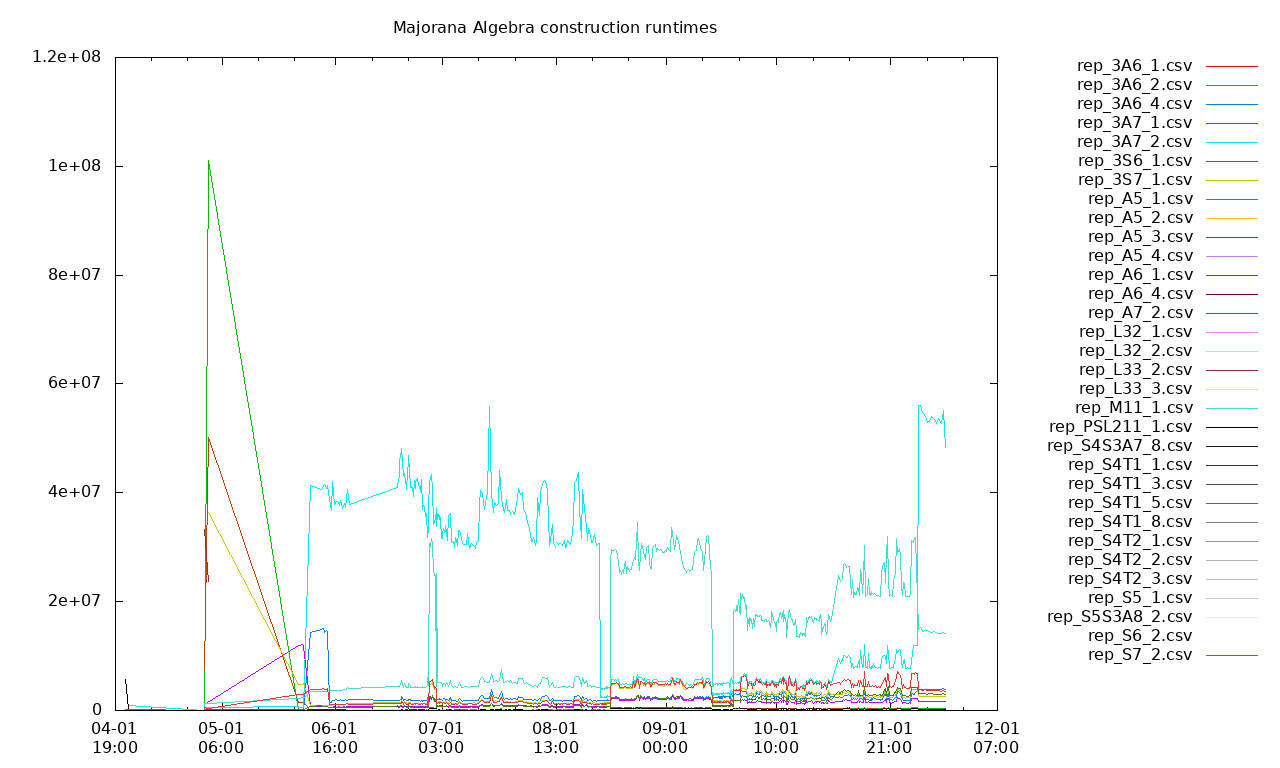 Majorana Algebra construction runtimes
1.2e+08
1e+08
8e+07
6e+07
4e+07
2e+07
0
04-01 05-01 06-01 07-01 08-01 09-01 10-01 11-01 12-01
19:00 06:00 16:00 03:00 13:00 00:00 10:00 21:00 07:00
rep_3A6_1.csv
rep_3A6_2.csv
rep_3A6_4.csv
rep_3A7_1.csv
rep_3A7_2.csv
rep_3S6_1.csv
rep_3S7_1.csv
rep_A5_1.csv
rep_A5_2.csv
rep_A5_3.csv
rep_A5_4.csv
rep_A6_1.csv
rep_A6_4.csv
rep_A7_2.csv
rep_L32_1.csv
rep_L32_2.csv
rep_L33_2.csv
rep_L33_3.csv
rep_M11_1.csv
rep_PSL211_1.csv
rep_S4S3A7_8.csv
rep_S4T1_1.csv
rep_S4T1_3.csv
rep_S4T1_5.csv
rep_S4T1_8.csv
rep_S4T2_1.csv
rep_S4T2_2.csv
rep_S4T2_3.csv
rep_S5_1.csv
rep_S5S3A8_2.csv
rep_S6_2.csv
rep_S7_2.csv